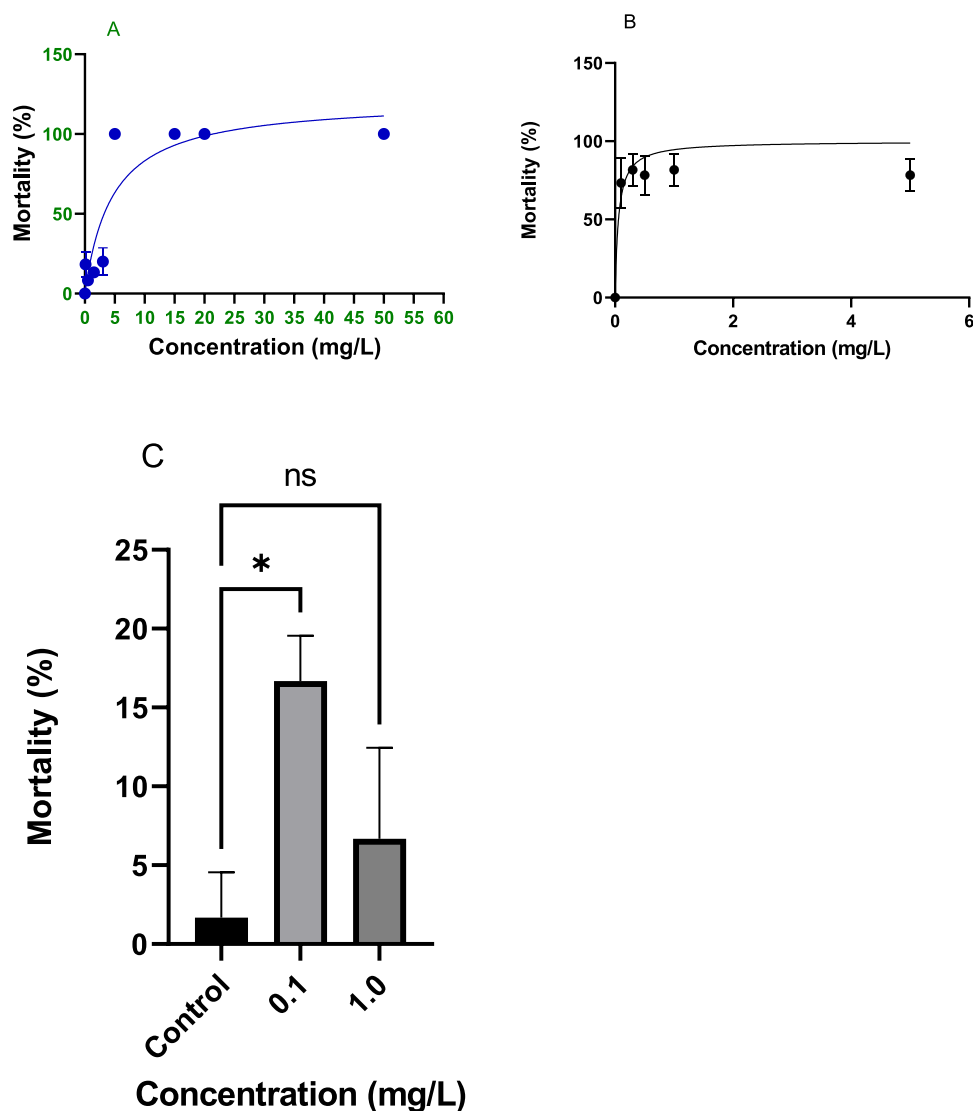 A
150
100
50
0
Mortality (%)
0 5 10 15 20 25 30 35 40 45 50 55 60
Concentration (mg/L)
B
150
100
50
0
Mortality (%)
0 2 4 6
Concentration (mg/L)
C
ns
*
25
20
15
10
5
0
Mortality (%)
Control 0.1 1.0
Concentration (mg/L)